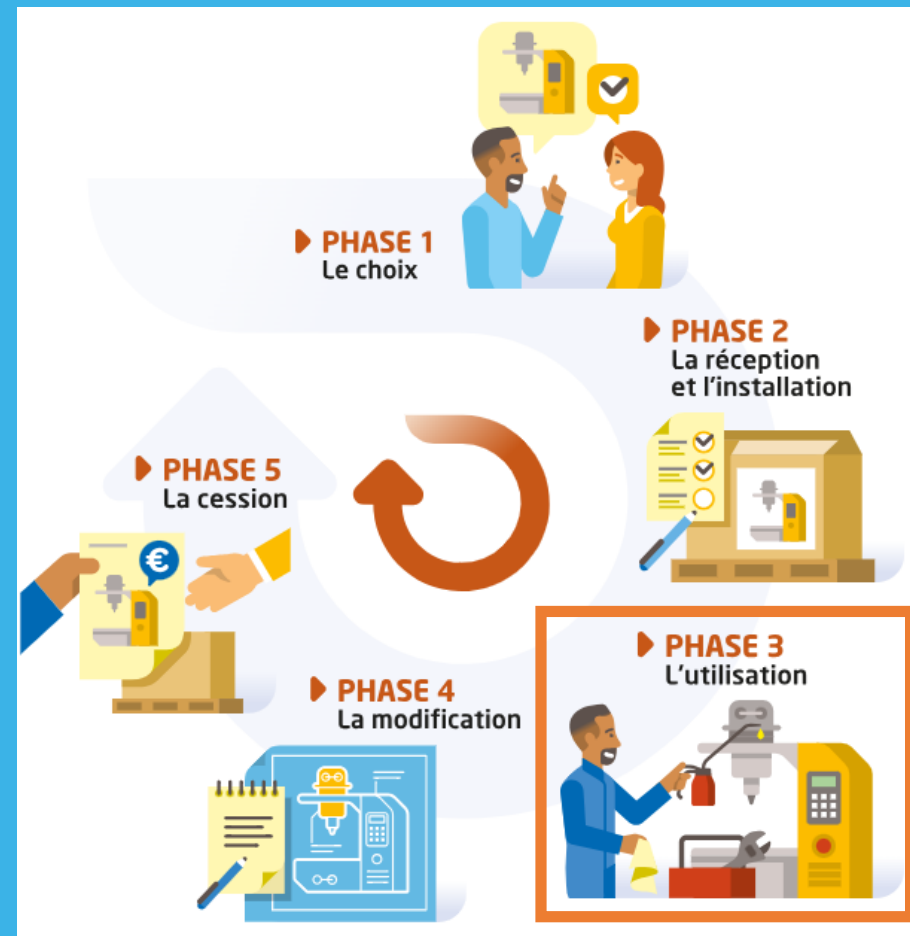 PHASE 1
Le choix
PHASE 2
La réception
et l'installation
PHASE 3
L'utilisation
PHASE 4
La modification
PHASE 5
La cession
€